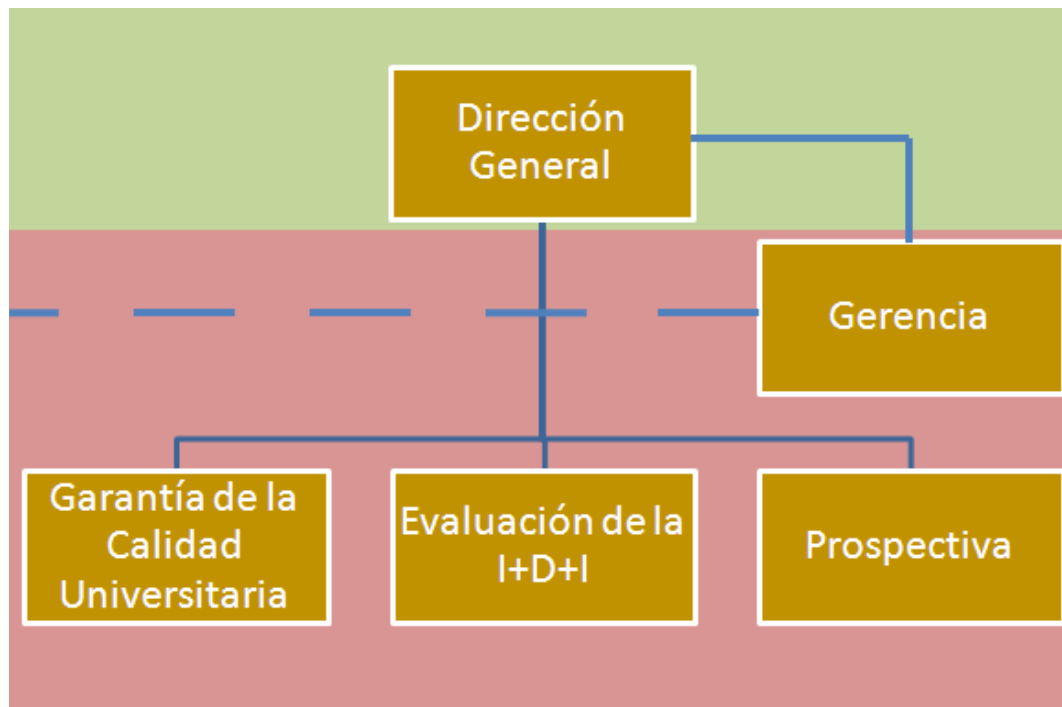 Dirección
General
Gerencia
Garantía de la
Calidad
Universitaria
Evaluación de la
I+D+I
Prospectiva